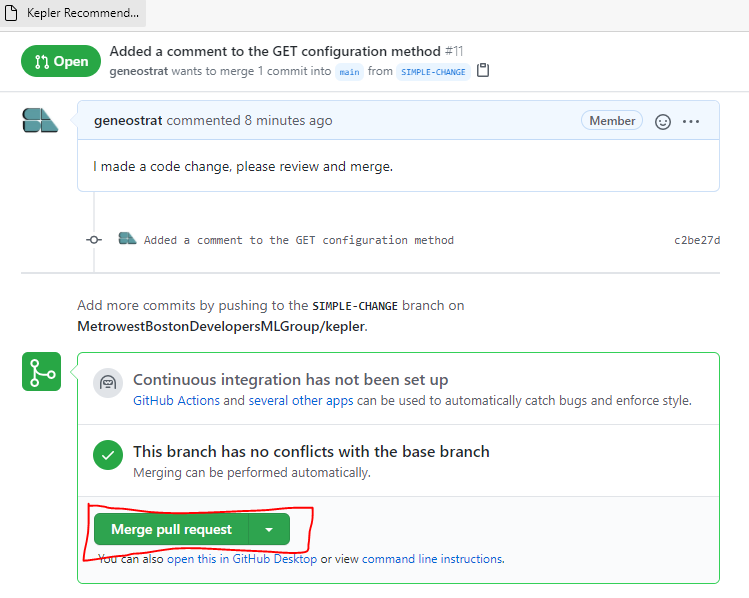 Kepler Recommend...
Open
Added a comment to the GET configuration method #11
geneostrat wants to merge 1 commit into main from SIMPLE-CHANGE
geneostrat commented 8 minutes ago
Member
I made a code change, please review and merge.
Added a comment to the GET configuration method
c2be27d
Add more commits by pushing to the SIMPLE-CHANGE branch on
MetrowestBostonDevelopersMLGroup/kepler.
Continuous integration has not been set up
GitHub Actions and several other apps can be used to automatically catch bugs and enforce style.
This branch has no conflicts with the base branch
Merging can be performed automatically.
Merge pull request
You can also open this in GitHub Desktop or view command line instructions.